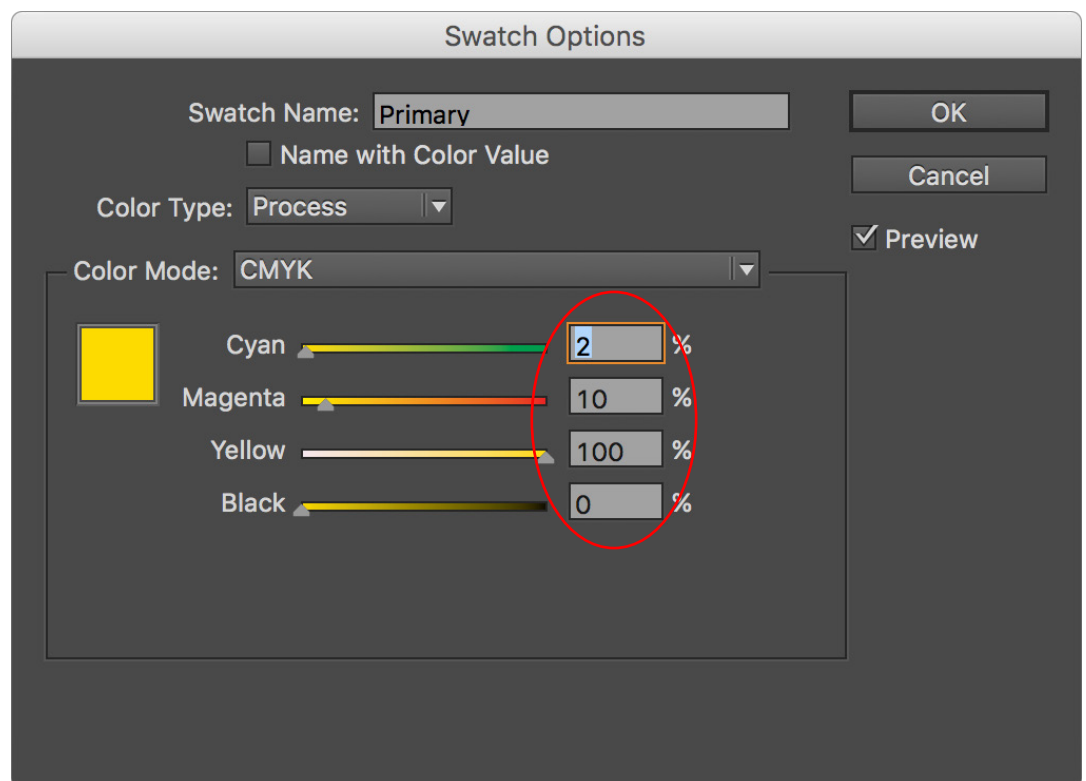 Swatch Options
Swatch Name: Primary
OK
Name with Color Value
Cancel
Color Type: Process
Preview
Color Mode: CMYK
Cyan 2 %
Magenta 10 %
Yellow 100 %
Black 0 %